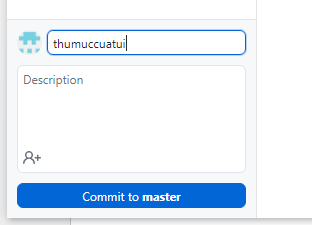 thumuccuatui
Description
Commit to master